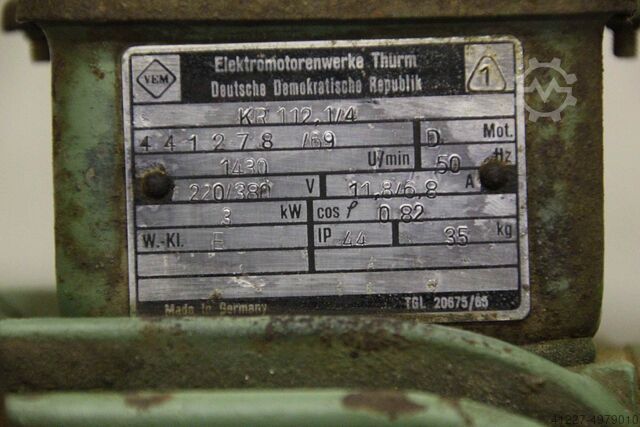 VEM
Elektromotorenwerke Thurm
Deutsche Demokratische Republik
1
KR 112,1/4
441278 /69 D Mot.
1430 U/min 50 Hz
220/380 V 11,8/6,8 A
3 kW cos φ 0,82
W.-Kl. E IP 44 35 kg
Made in Germany TGL 20675/65
41227-4979010